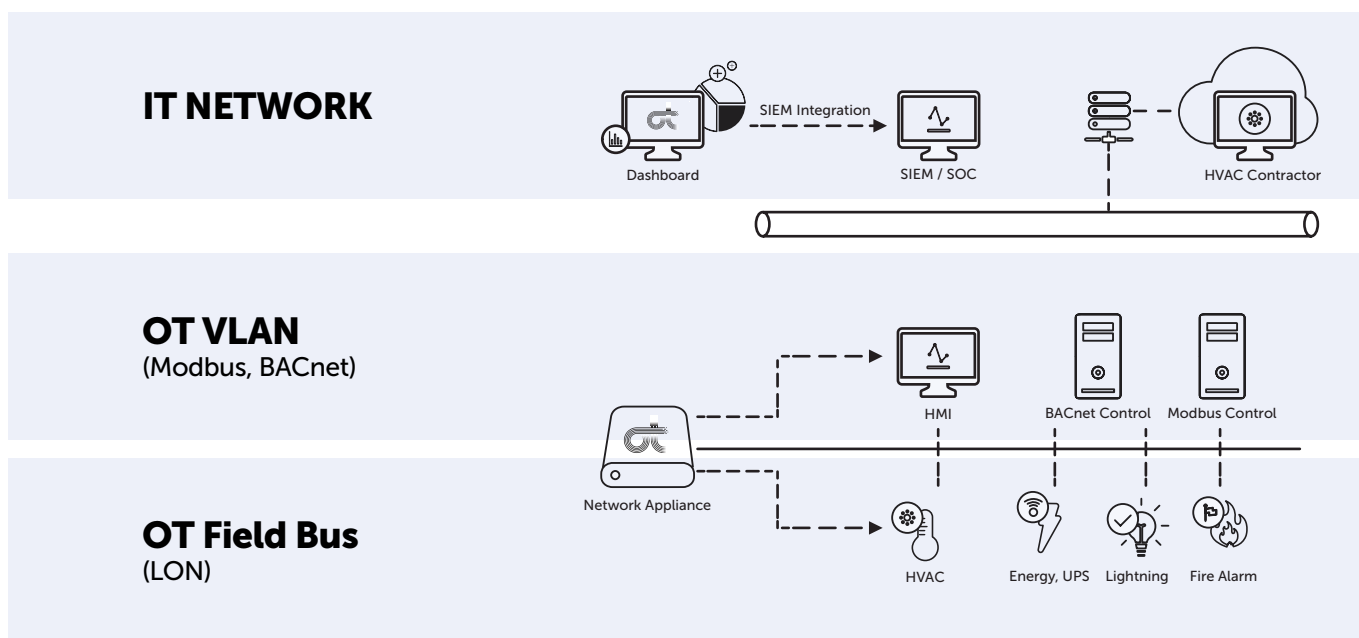 IT NETWORK
SIEM Integration
Dashboard
SIEM / SOC
HVAC Contractor
OT VLAN
(Modbus, BACnet)
HMI
BACnet Control
Modbus Control
Network Appliance
OT Field Bus
(LON)
HVAC
Energy, UPS
Lightning
Fire Alarm